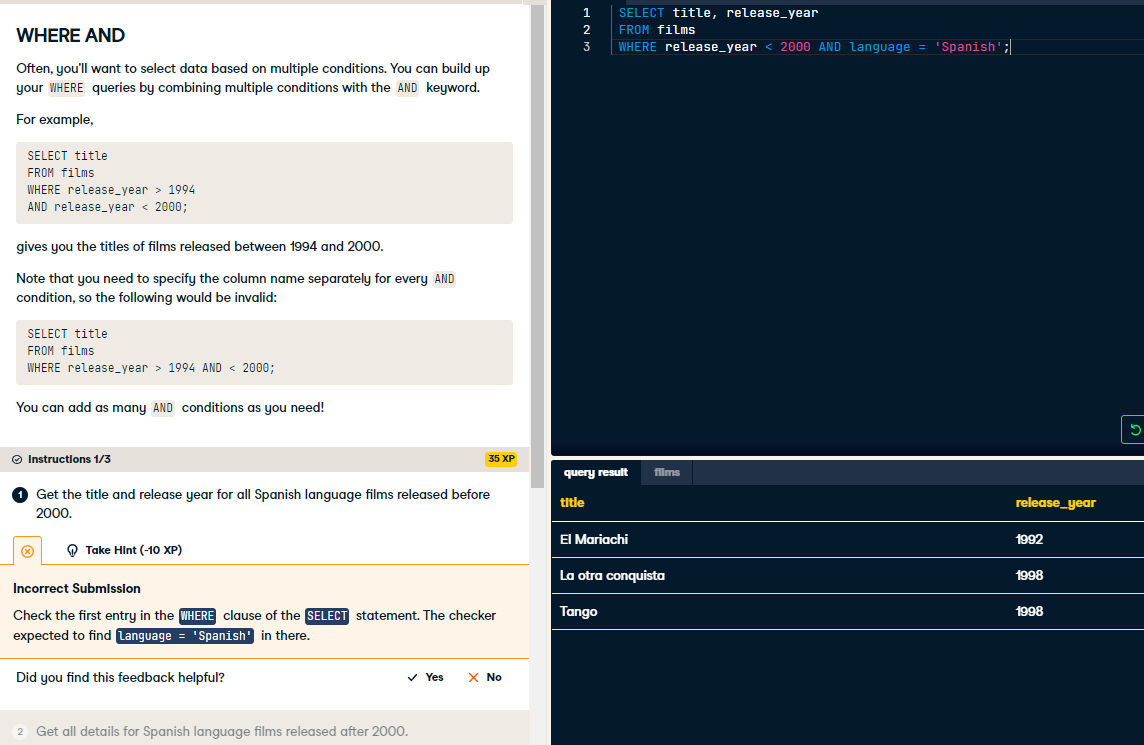 WHERE AND
Often, you'll want to select data based on multiple conditions. You can build up
your WHERE queries by combining multiple conditions with the AND keyword.
For example,
SELECT title
FROM films
WHERE release_year > 1994
AND release_year < 2000;
gives you the titles of films released between 1994 and 2000.
Note that you need to specify the column name separately for every AND
condition, so the following would be invalid:
SELECT title
FROM films
WHERE release_year > 1994 AND < 2000;
You can add as many AND conditions as you need!
Instructions 1/3 35 XP
1 Get the title and release year for all Spanish language films released before
2000.
Take Hint (-10 XP)
Incorrect Submission
Check the first entry in the WHERE clause of the SELECT statement. The checker
expected to find language = 'Spanish' in there.
Did you find this feedback helpful? Yes No
2 Get all details for Spanish language films released after 2000.
1 SELECT title, release_year
2 FROM films
3 WHERE release_year < 2000 AND language = 'Spanish';
query result films
title release_year
El Mariachi 1992
La otra conquista 1998
Tango 1998